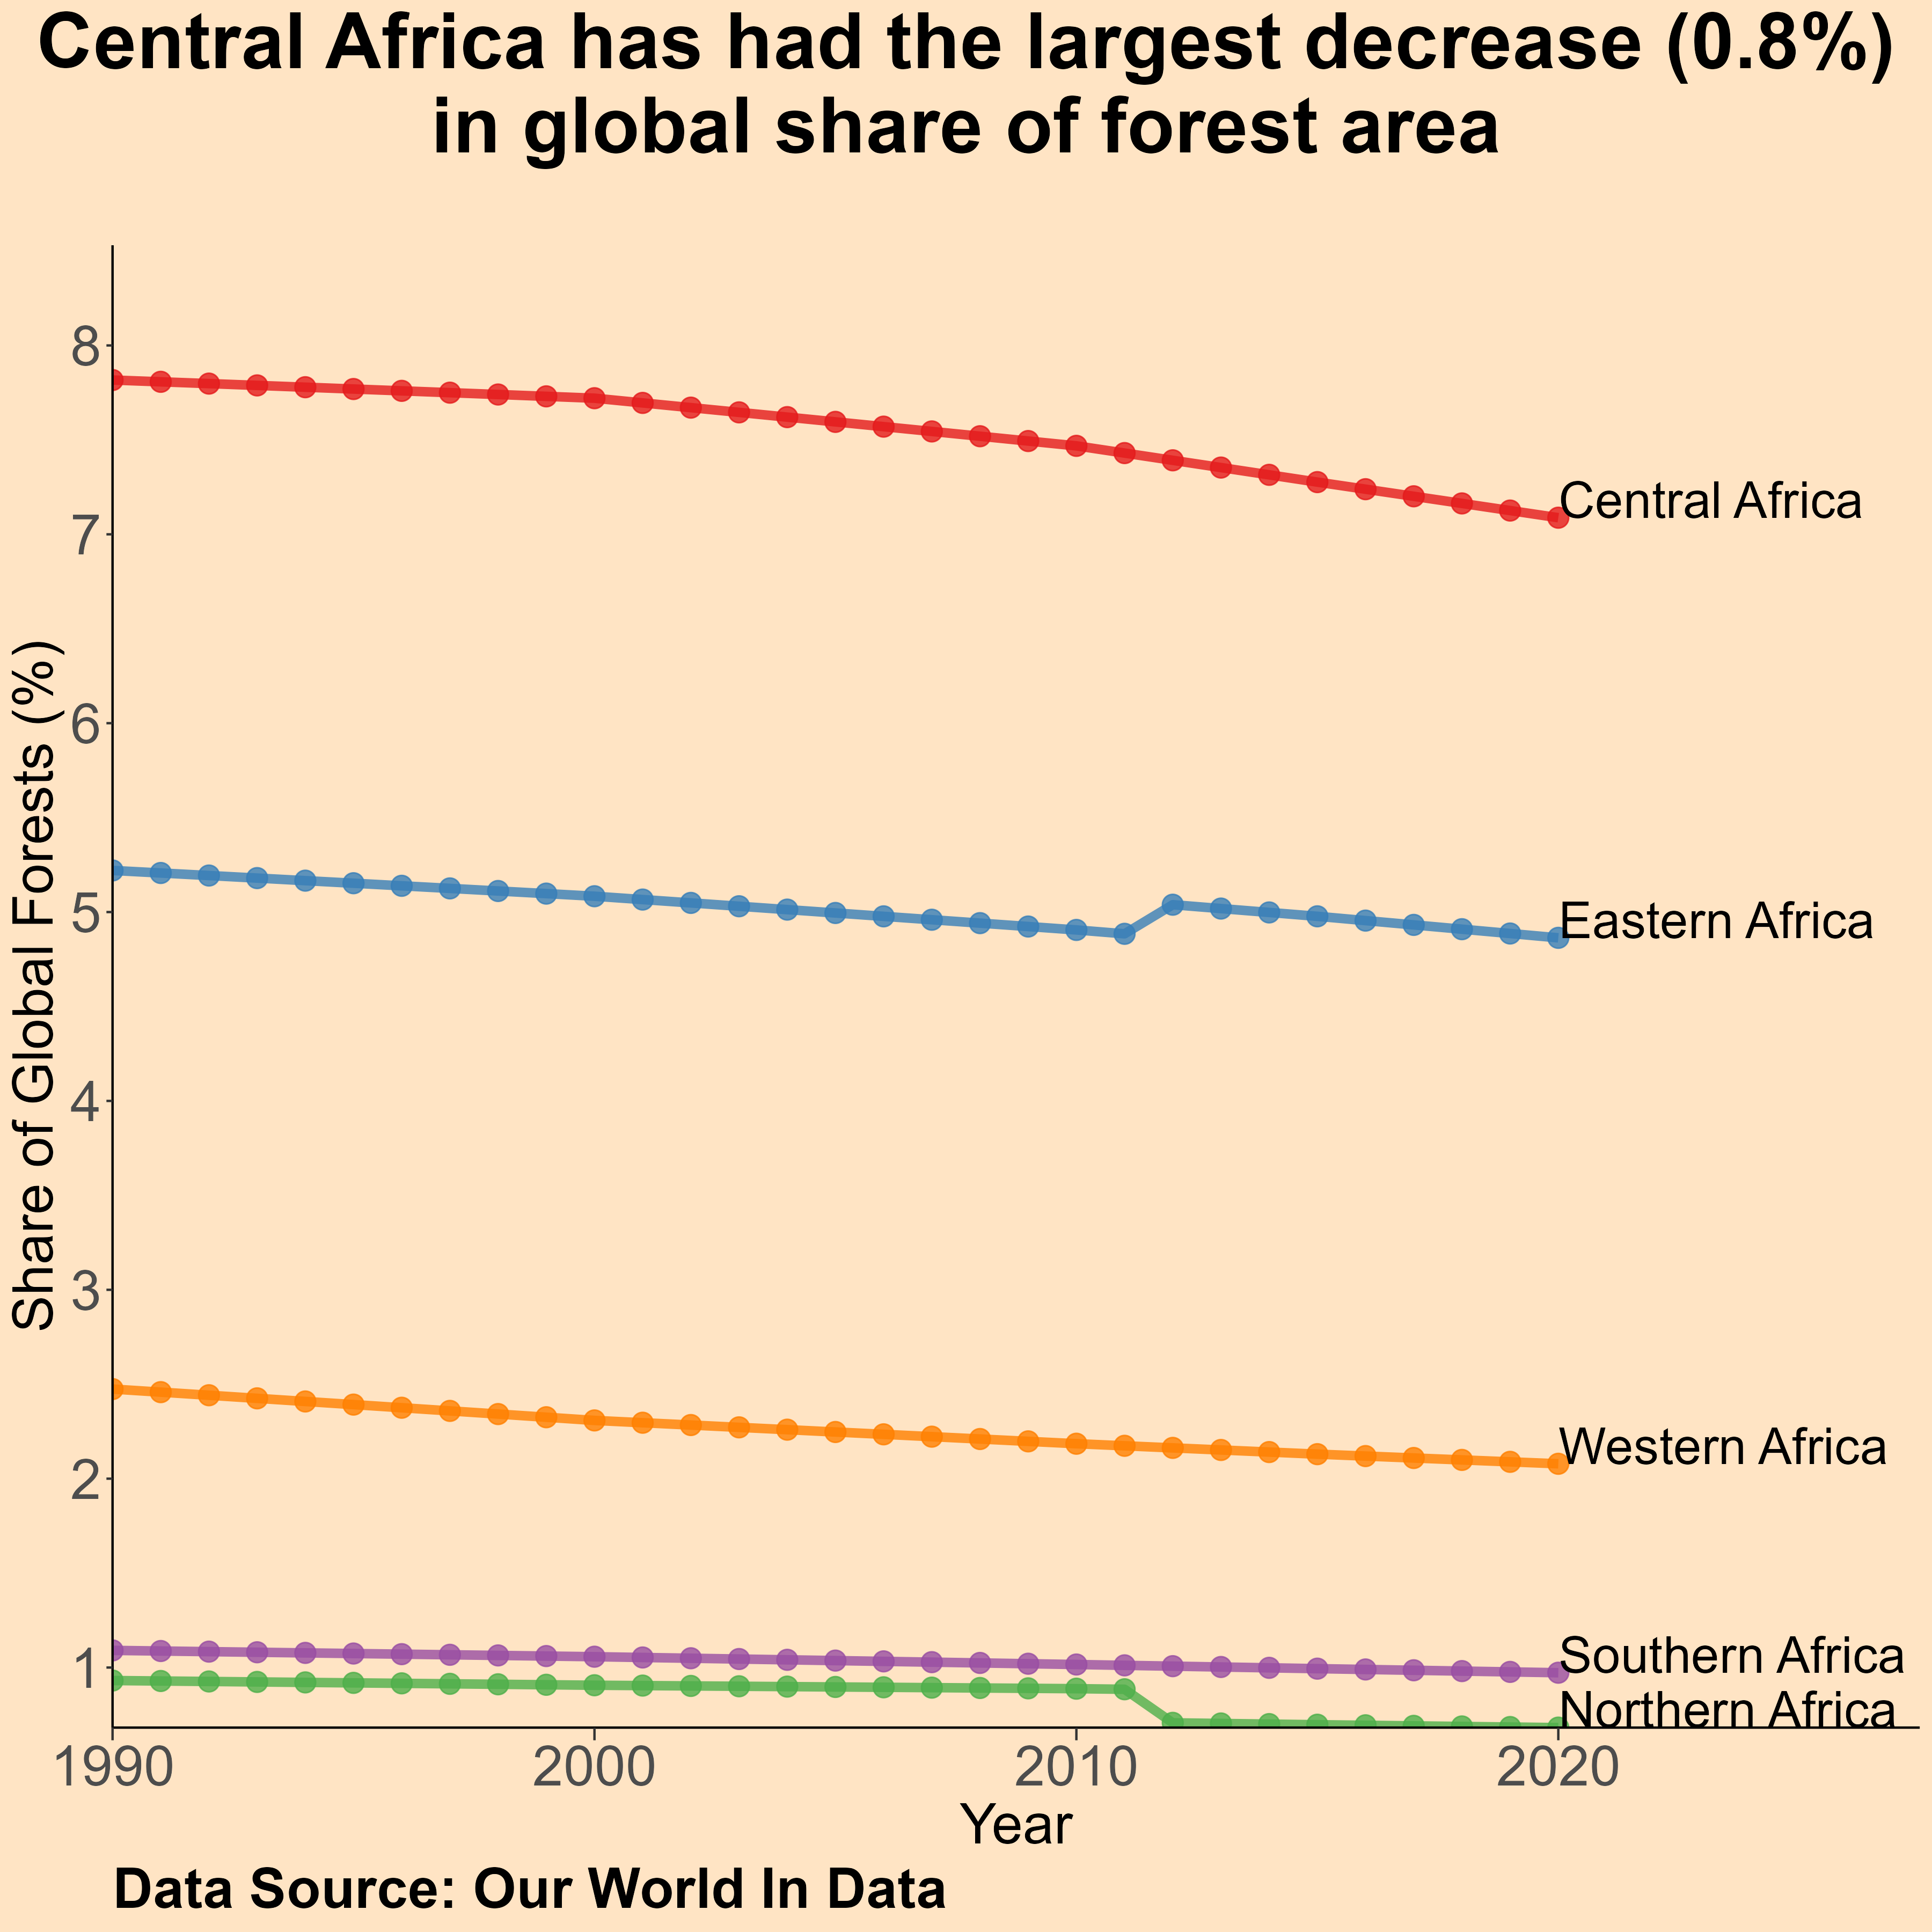 Central Africa has had the largest decrease (0.8%)
in global share of forest area
Share of Global Forests (%)
8
7
6
5
4
3
2
1
Central Africa
Eastern Africa
Western Africa
Southern Africa
Northern Africa
1990 2000 2010 2020
Year
Data Source: Our World In Data